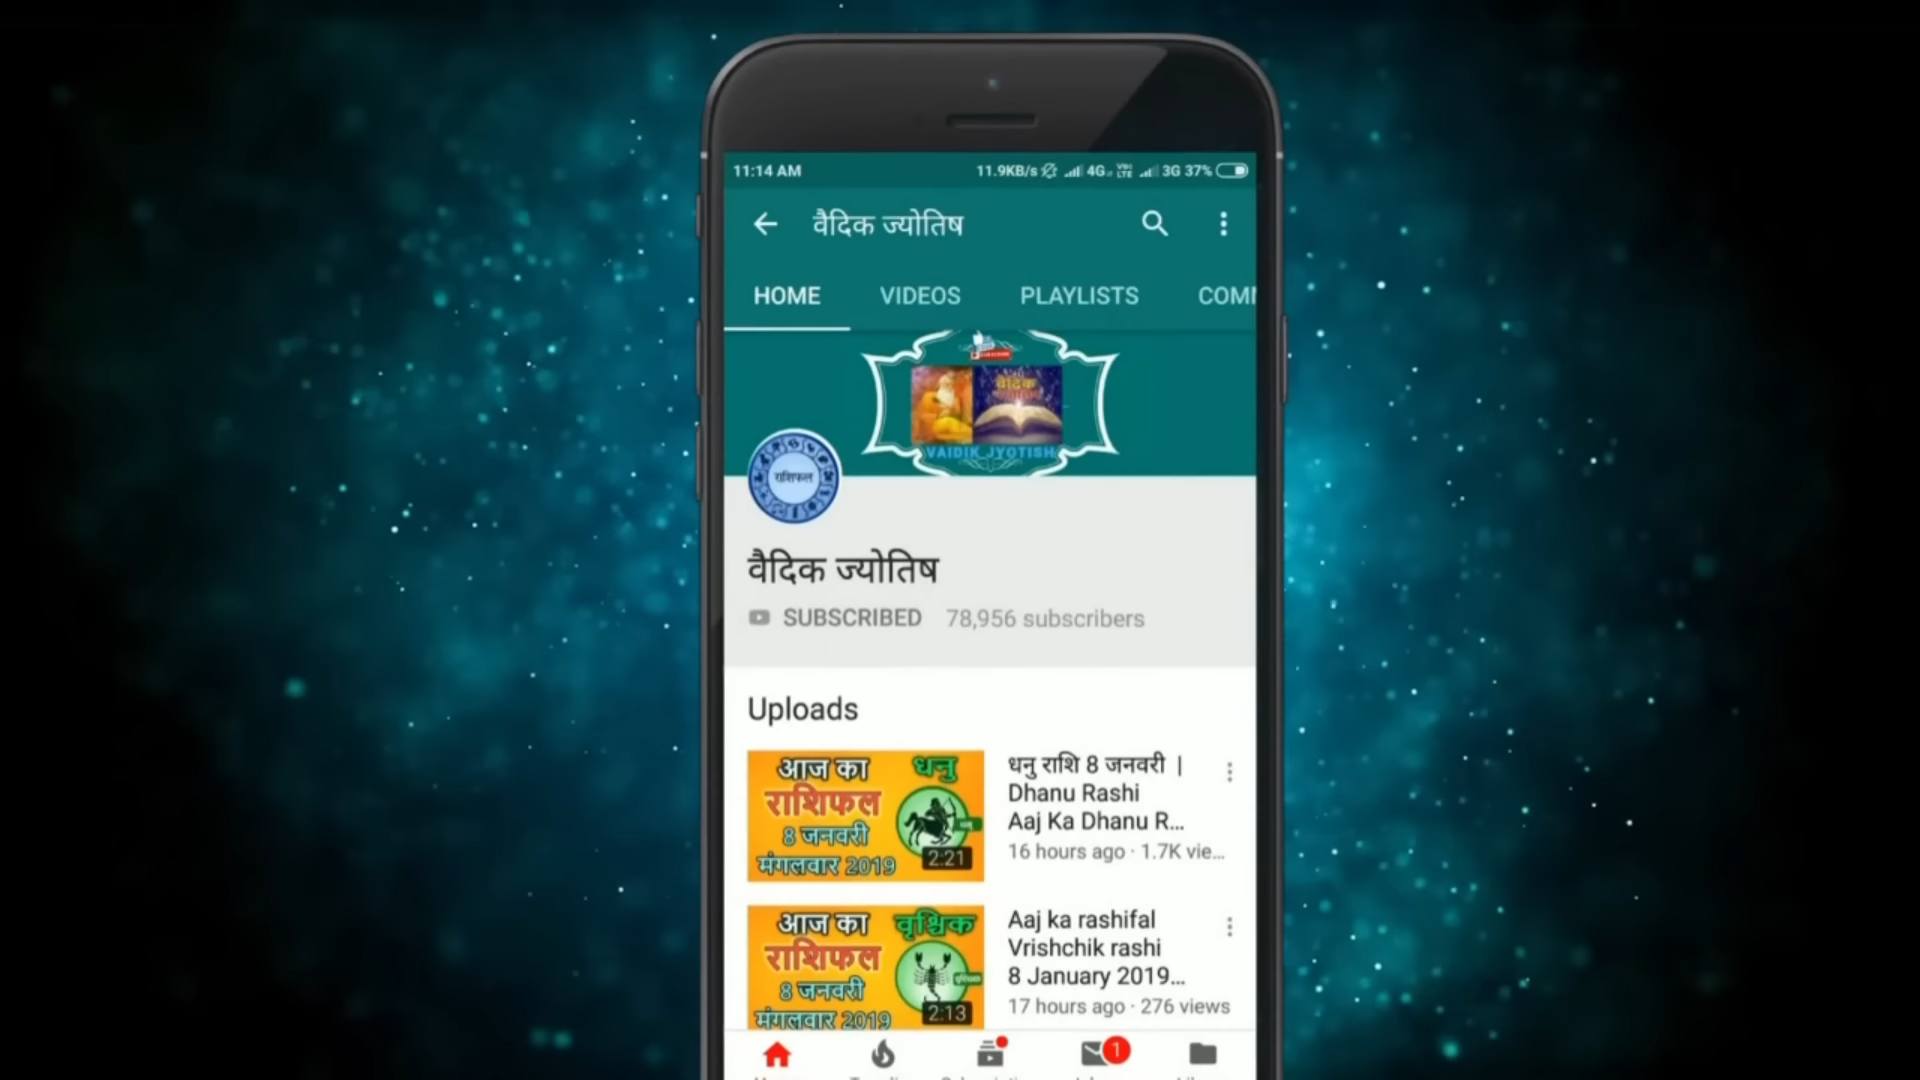 11:14 AM 11.9KB/s 4G 3G 37%
वैदिक ज्योतिष
HOME VIDEOS PLAYLISTS COMM
वैदिक
VAIDIK JYOTISH
राशिफल
वैदिक ज्योतिष
SUBSCRIBED 78,956 subscribers
Uploads
आज का धनु
राशिफल
8 जनवरी
मंगलवार 2019
2:21
धनु राशि 8 जनवरी |
Dhanu Rashi
Aaj Ka Dhanu R...
16 hours ago · 1.7K vie...
आज का वृश्चिक
राशिफल
8 जनवरी
मंगलवार 2019
2:13
Aaj ka rashifal
Vrishchik rashi
8 January 2019...
17 hours ago · 276 views
1